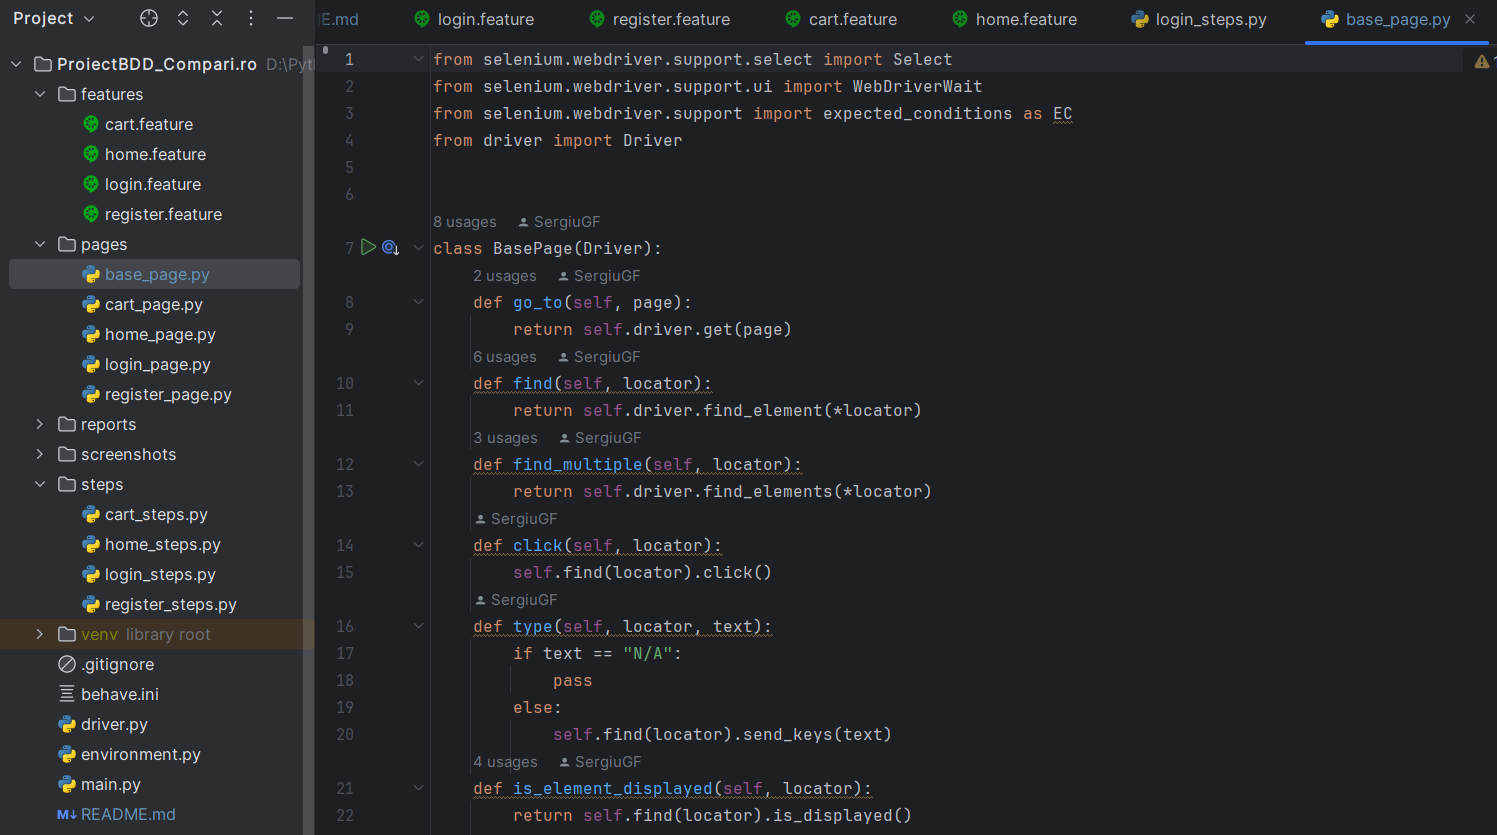 Project
E.md
login.feature
register.feature
cart.feature
home.feature
login_steps.py
base_page.py
ProiectBDD_Compari.ro D:\Pyt
features
cart.feature
home.feature
login.feature
register.feature
pages
base_page.py
cart_page.py
home_page.py
login_page.py
register_page.py
reports
screenshots
steps
cart_steps.py
home_steps.py
login_steps.py
register_steps.py
venv library root
.gitignore
behave.ini
driver.py
environment.py
main.py
M↓ README.md
1 from selenium.webdriver.support.select import Select
2 from selenium.webdriver.support.ui import WebDriverWait
3 from selenium.webdriver.support import expected_conditions as EC
4 from driver import Driver
5
6
8 usages SergiuGF
7 class BasePage(Driver):
2 usages SergiuGF
8 def go_to(self, page):
9 return self.driver.get(page)
6 usages SergiuGF
10 def find(self, locator):
11 return self.driver.find_element(*locator)
3 usages SergiuGF
12 def find_multiple(self, locator):
13 return self.driver.find_elements(*locator)
SergiuGF
14 def click(self, locator):
15 self.find(locator).click()
SergiuGF
16 def type(self, locator, text):
17 if text == "N/A":
18 pass
19 else:
20 self.find(locator).send_keys(text)
4 usages SergiuGF
21 def is_element_displayed(self, locator):
22 return self.find(locator).is_displayed()